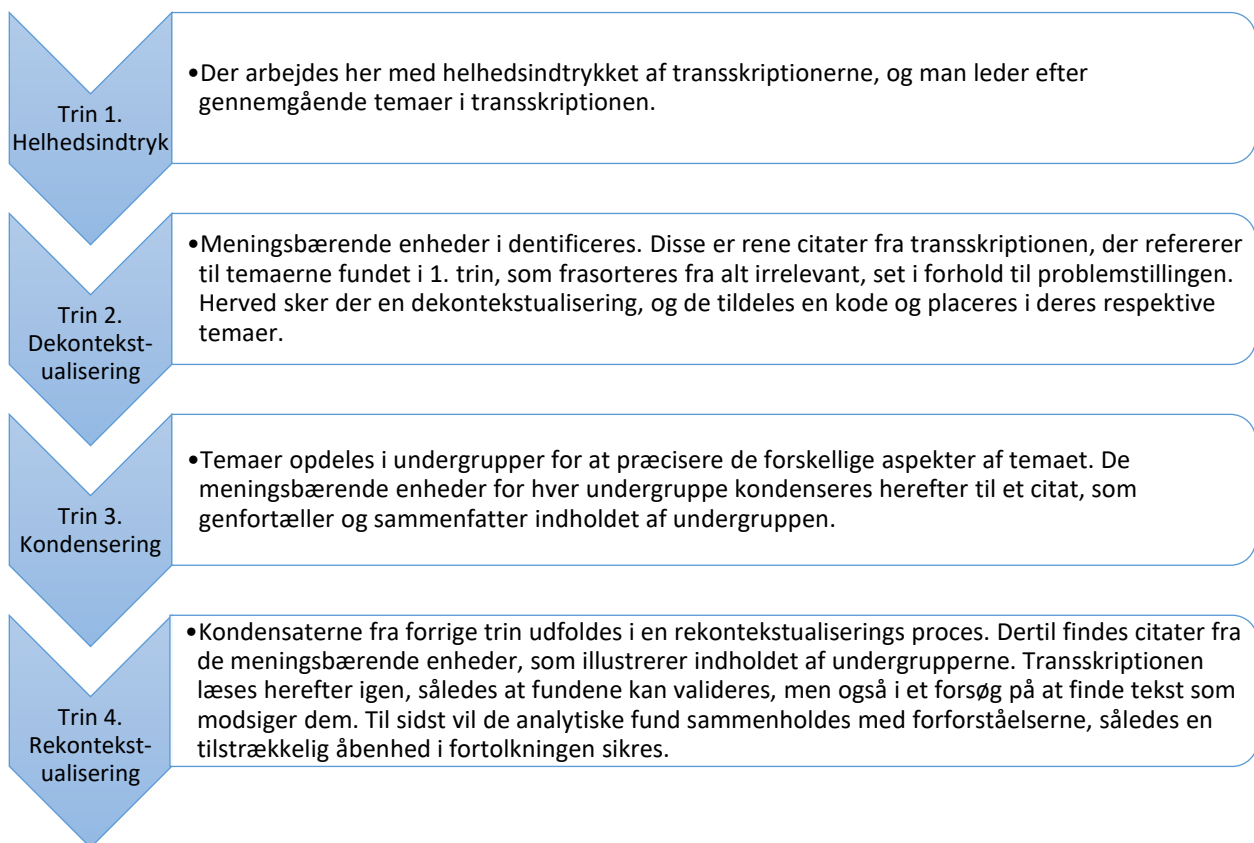 Trin 1.
Helhedsindtryk
•Der arbejdes her med helhedsindtrykket af transskriptionerne, og man leder efter
gennemgående temaer i transskriptionen.
Trin 2.
Dekontekst-
ualisering
•Meningsbærende enheder i dentificeres. Disse er rene citater fra transskriptionen, der refererer
til temaerne fundet i 1. trin, som frasorteres fra alt irrelevant, set i forhold til problemstillingen.
Herved sker der en dekontekstualisering, og de tildeles en kode og placeres i deres respektive
temaer.
Trin 3.
Kondensering
•Temaer opdeles i undergrupper for at præcisere de forskellige aspekter af temaet. De
meningsbærende enheder for hver undergruppe kondenseres herefter til et citat, som
genfortæller og sammenfatter indholdet af undergruppen.
Trin 4.
Rekontekst-
ualisering
•Kondensaterne fra forrige trin udfoldes i en rekontekstualiserings proces. Dertil findes citater fra
de meningsbærende enheder, som illustrerer indholdet af undergrupperne. Transskriptionen
læses herefter igen, således at fundene kan valideres, men også i et forsøg på at finde tekst som
modsiger dem. Til sidst vil de analytiske fund sammenholdes med forforståelserne, således en
tilstrækkelig åbenhed i fortolkningen sikres.